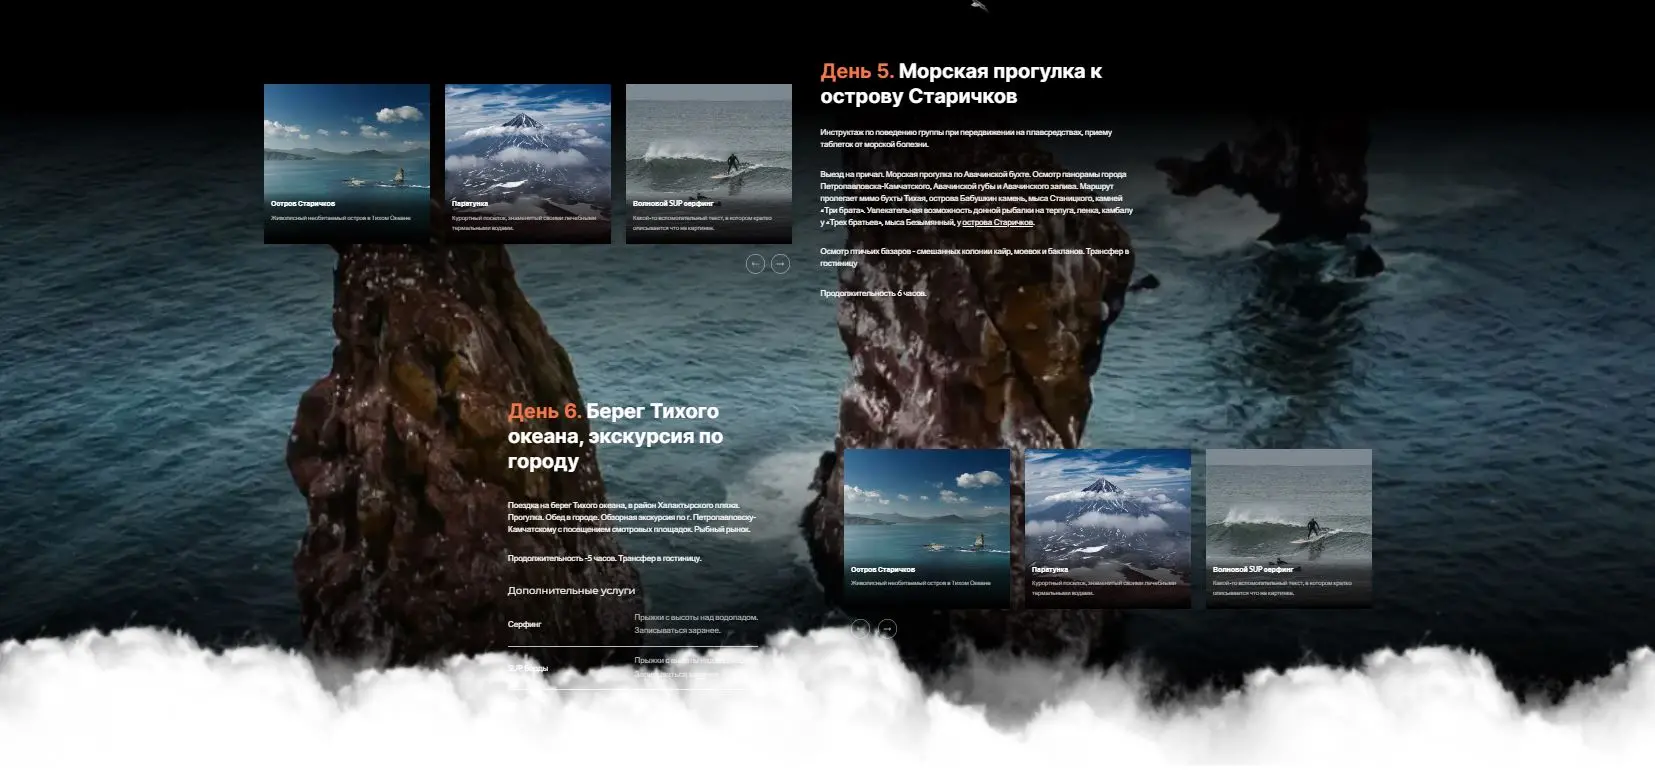 День 5. Морская прогулка к
острову Старичков
Инструктаж по поведению группы при передвижении на плавсредствах, приему
таблеток от морской болезни.
Выезд на причал. Морская прогулка по Авачинской бухте. Осмотр панорамы города
Петропавловска-Камчатского, Авачинской губы и Авачинского залива. Маршрут
пролегает мимо бухты Тихая, острова Бабушкин камень, мыса Станицкого, камней
«Три брата». Увлекательная возможность донной рыбалки на терпуга, ленка, камбалу
у «Трех братьев», мыса Безымянный, у острова Старичков.
Осмотр птичьих базаров - смешанных колонии кайр, моевок и бакланов. Трансфер в
гостиницу
Продолжительность 6 часов.
Остров Старичков
Живописный необитаемый остров в Тихом Океане
Паратунка
Курортный поселок, знаменитый своими лечебными
термальными водами.
Волновой SUP серфинг
Какой-то вспомогательный текст, в котором кратко
описывается что на картинке.
День 6. Берег Тихого
океана, экскурсия по
городу
Поездка на берег Тихого океана, в район Халактырского пляжа.
Прогулка. Обед в городе. Обзорная экскурсия по г. Петропавловску-
Камчатскому с посещением смотровых площадок. Рыбный рынок.
Продолжительность -5 часов. Трансфер в гостиницу.
Дополнительные услуги
Серфинг
Прыжки с высоты над водопадом.
Записываться заранее.
SUP борды
Прыжки с высоты над
Записываться
Остров Старичков
Живописный необитаемый остров в Тихом Океане
Паратунка
Курортный поселок, знаменитый своими лечебными
термальными водами.
Волновой SUP серфинг
Какой-то вспомогательный текст, в котором кратко
описывается что на картинке.